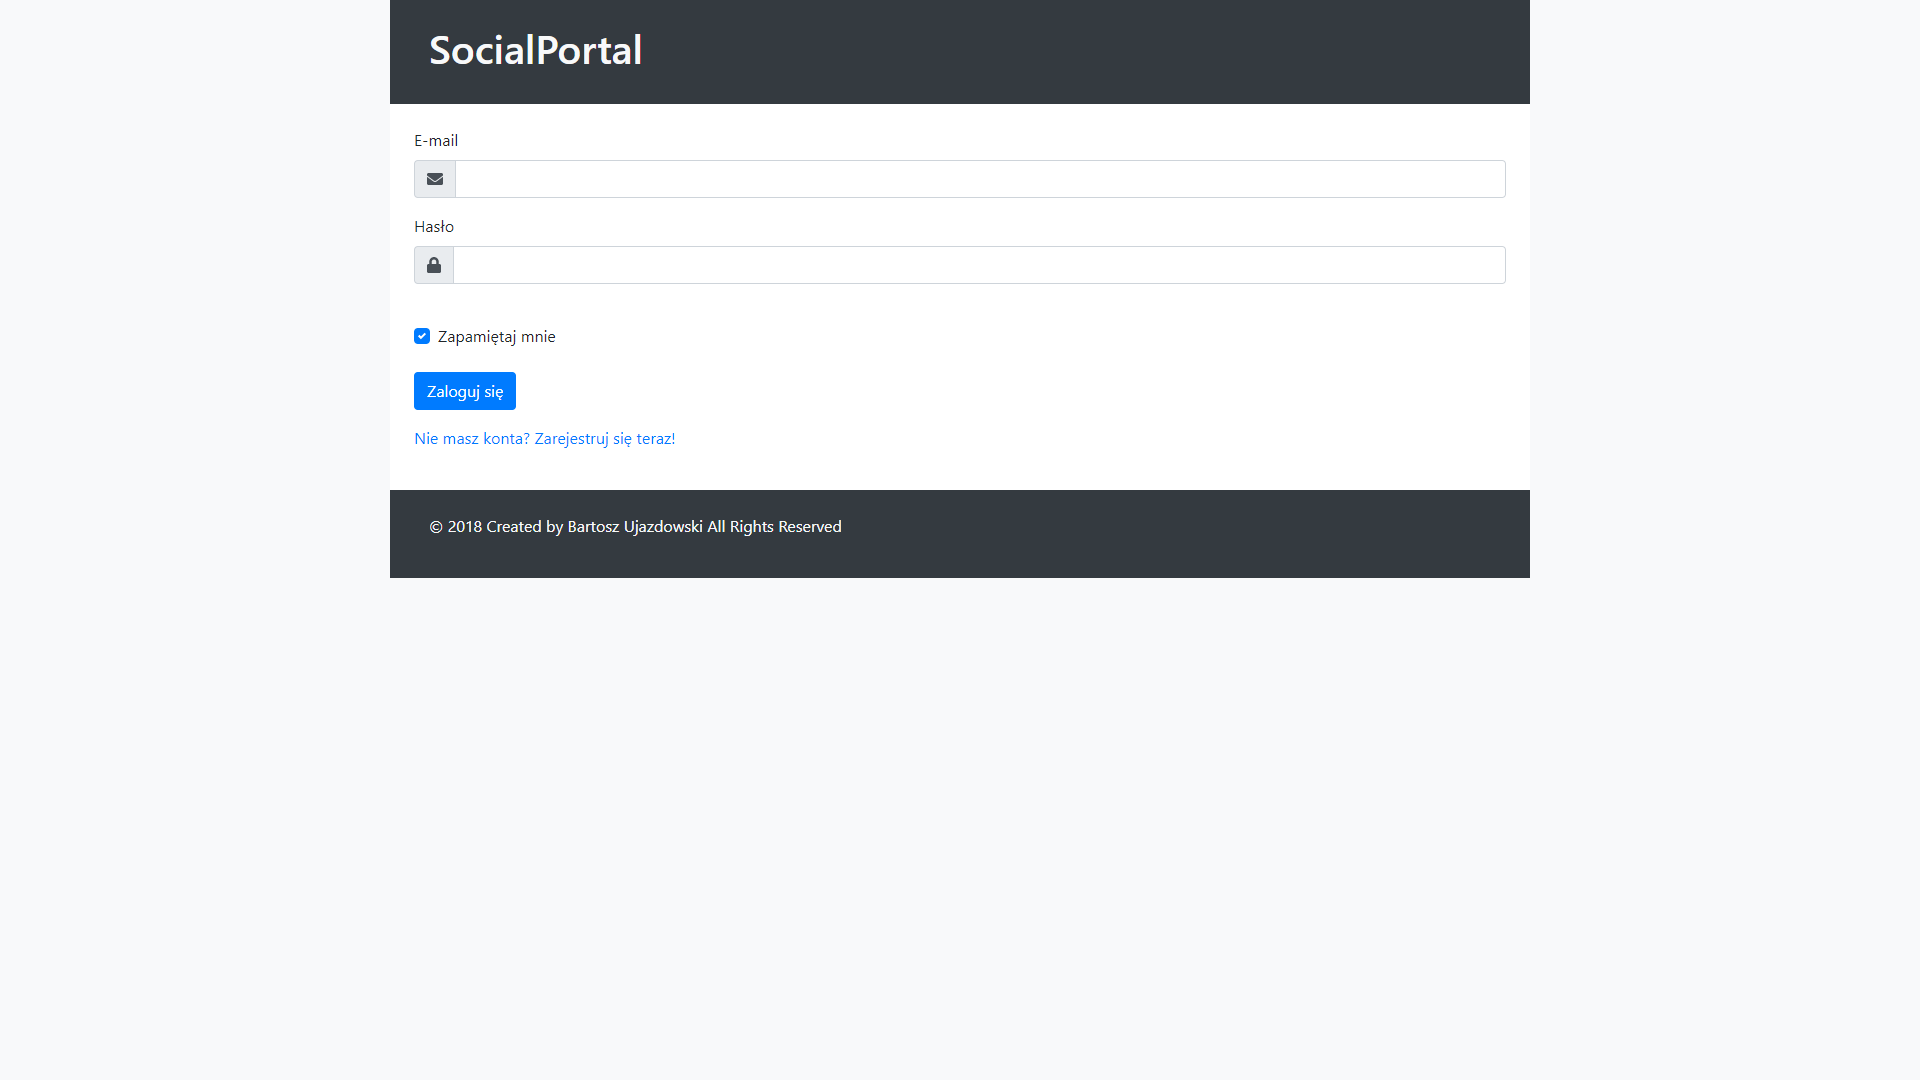 SocialPortal
E-mail
Hasło
Zapamiętaj mnie
Zaloguj się
Nie masz konta? Zarejestruj się teraz!
© 2018 Created by Bartosz Ujazdowski All Rights Reserved